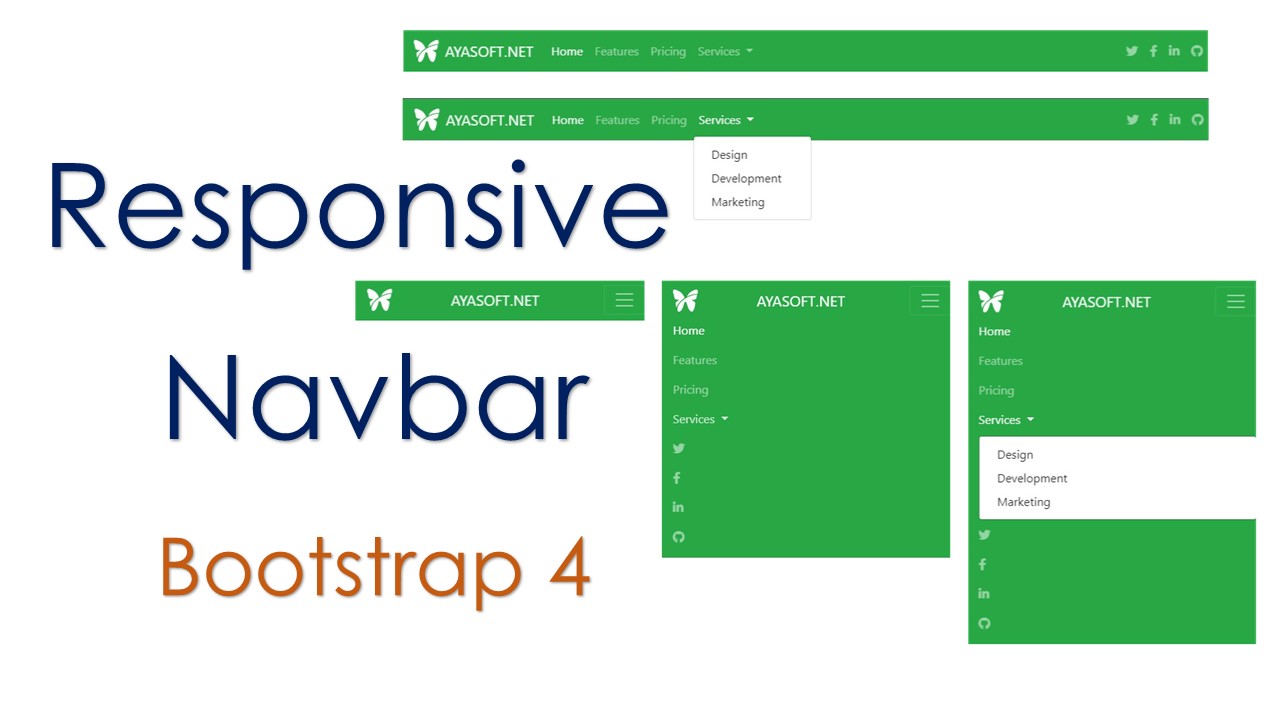 AYASOFT.NET Home Features Pricing Services
AYASOFT.NET Home Features Pricing Services
Design
Development
Marketing
Responsive
AYASOFT.NET
Navbar
Bootstrap 4
AYASOFT.NET
Home
Features
Pricing
Services
AYASOFT.NET
Home
Features
Pricing
Services
Design
Development
Marketing